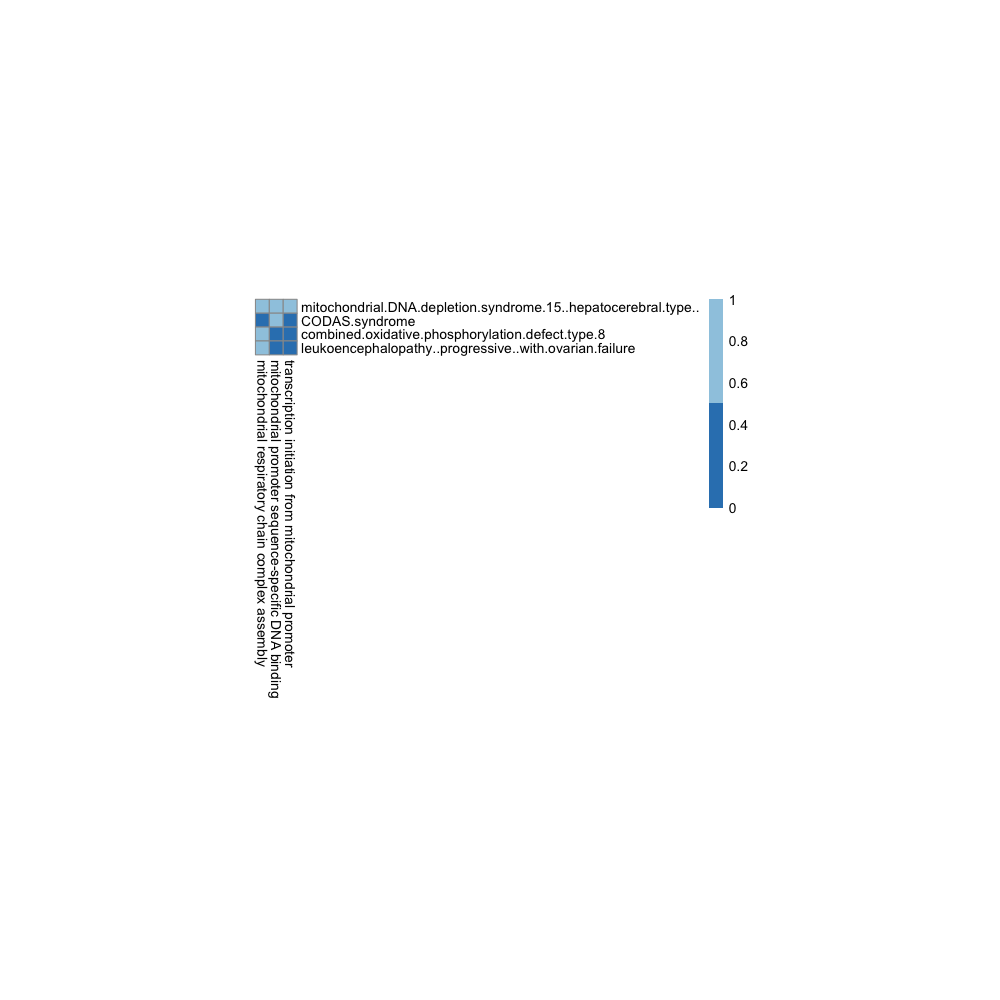 mitochondrial.DNA.depletion.syndrome.15..hepatocerebral.type..
CODAS.syndrome
combined.oxidative.phosphorylation.defect.type.8
leukoencephalopathy..progressive..with.ovarian.failure
mitochondrial respiratory chain complex assembly
mitochondrial promoter sequence-specific DNA binding
transcription initiation from mitochondrial promoter
1
0.8
0.6
0.4
0.2
0